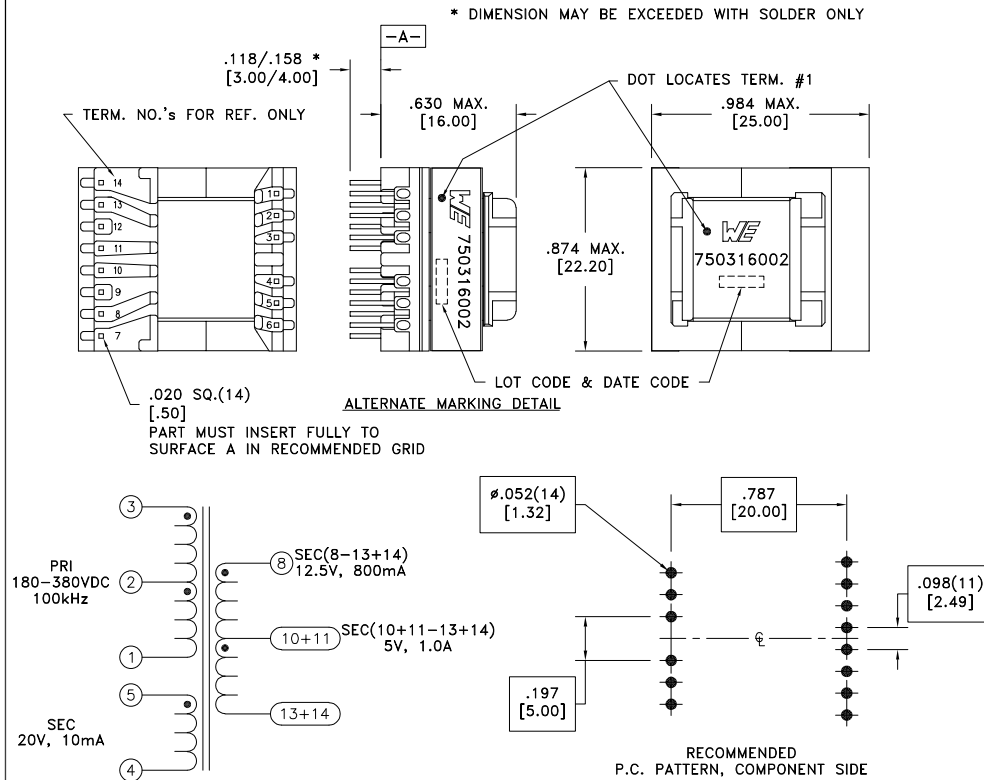 * DIMENSION MAY BE EXCEEDED WITH SOLDER ONLY
-A-
.118/.158 *
[3.00/4.00]
DOT LOCATES TERM. #1
.630 MAX.
[16.00]
.984 MAX.
[25.00]
TERM. NO.'s FOR REF. ONLY
14
13
12
11
10
9
8
7
1
2
3
4
5
6
WE 750316002
.874 MAX.
[22.20]
WE
750316002
LOT CODE & DATE CODE
ALTERNATE MARKING DETAIL
.020 SQ.(14)
[.50]
PART MUST INSERT FULLY TO
SURFACE A IN RECOMMENDED GRID
3
PRI
180-380VDC
100kHz
2
1
5
SEC
20V, 10mA
4
8 SEC(8-13+14)
12.5V, 800mA
10+11 SEC(10+11-13+14)
5V, 1.0A
13+14
ø.052(14)
[1.32]
.787
[20.00]
.098(11)
[2.49]
℄
.197
[5.00]
RECOMMENDED
P.C. PATTERN, COMPONENT SIDE